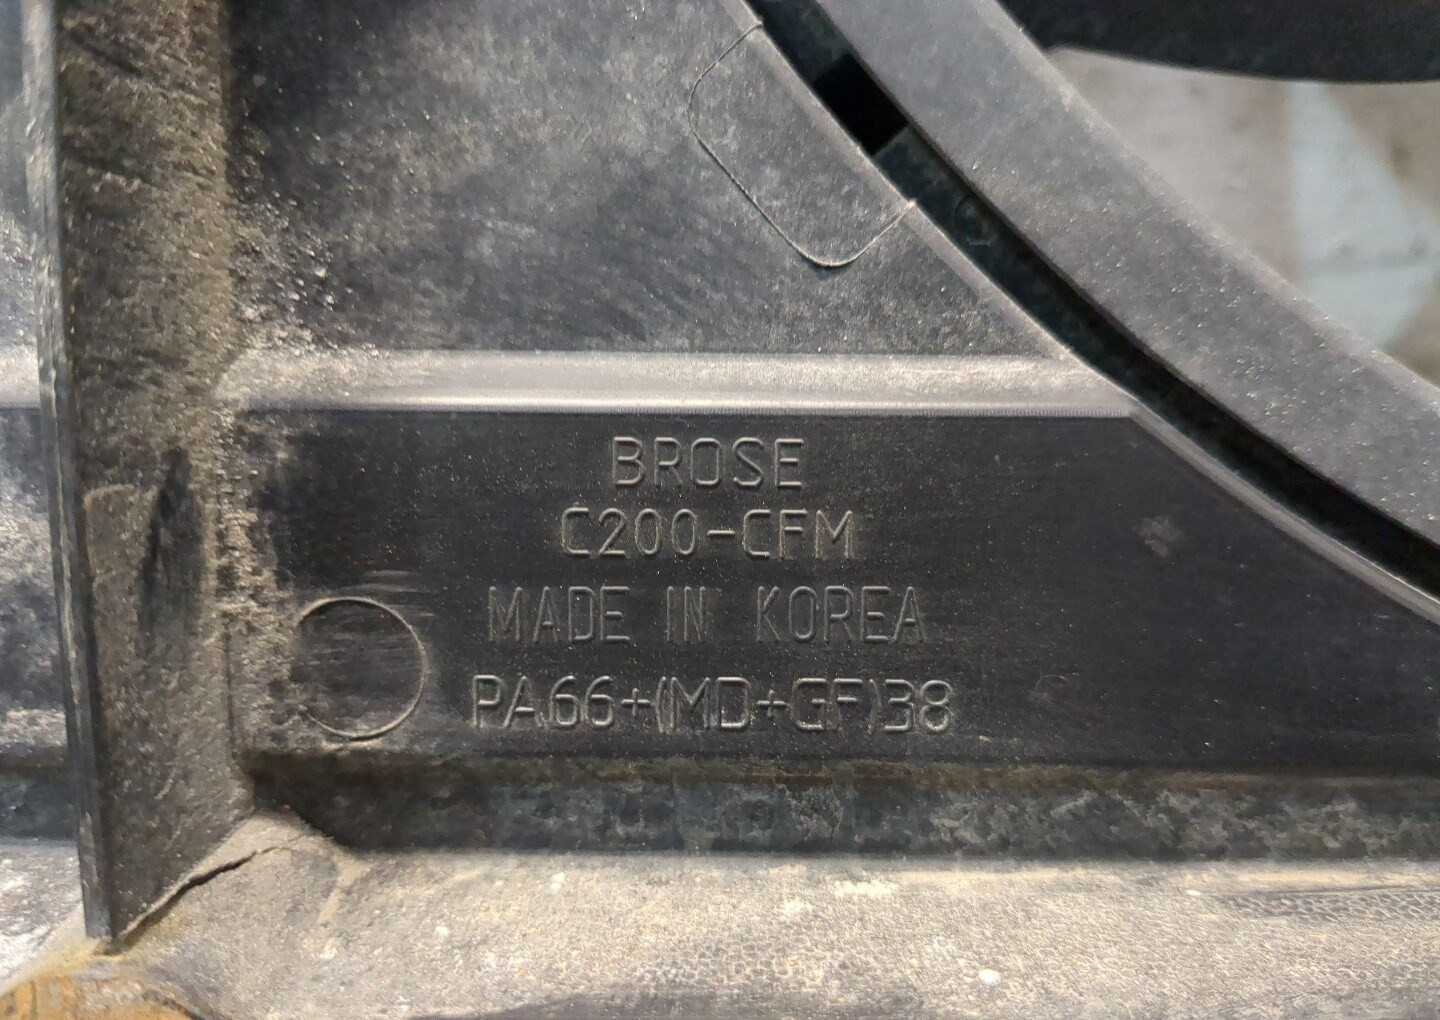 BROSE
C200-CFM
MADE IN KOREA
PA66+(MD+GF)38